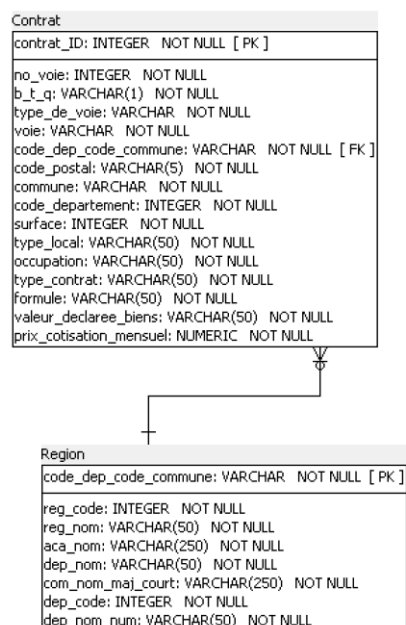 Contrat
contrat_ID: INTEGER NOT NULL [ PK ]
no_voie: INTEGER NOT NULL
b_t_q: VARCHAR(1) NOT NULL
type_de_voie: VARCHAR NOT NULL
voie: VARCHAR NOT NULL
code_dep_code_commune: VARCHAR NOT NULL [ FK ]
code_postal: VARCHAR(5) NOT NULL
commune: VARCHAR NOT NULL
code_departement: INTEGER NOT NULL
surface: INTEGER NOT NULL
type_local: VARCHAR(50) NOT NULL
occupation: VARCHAR(50) NOT NULL
type_contrat: VARCHAR(50) NOT NULL
formule: VARCHAR(50) NOT NULL
valeur_declaree_biens: VARCHAR(50) NOT NULL
prix_cotisation_mensuel: NUMERIC NOT NULL
Region
code_dep_code_commune: VARCHAR NOT NULL [ PK ]
reg_code: INTEGER NOT NULL
reg_nom: VARCHAR(50) NOT NULL
aca_nom: VARCHAR(250) NOT NULL
dep_nom: VARCHAR(50) NOT NULL
com_nom_maj_court: VARCHAR(250) NOT NULL
dep_code: INTEGER NOT NULL
dep_nom_num: VARCHAR(50) NOT NULL